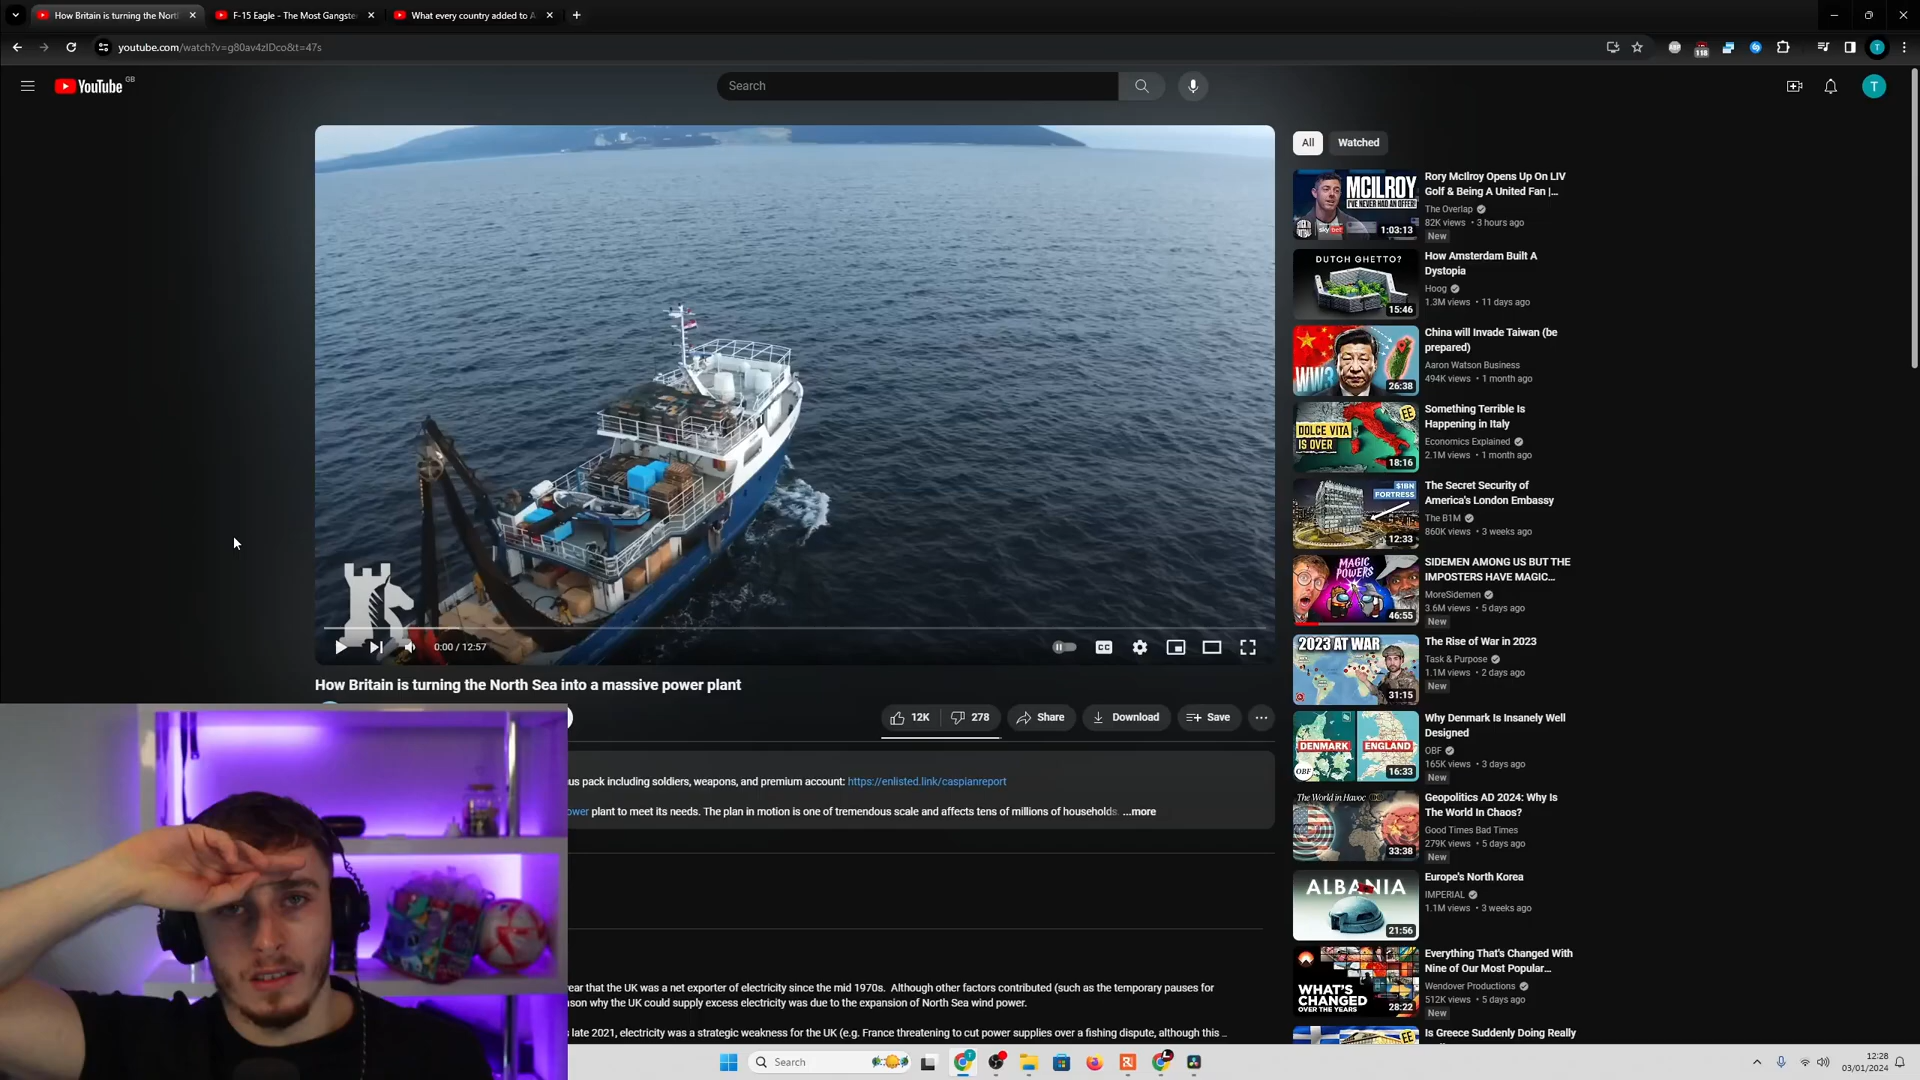 How Britain is turning the Nort
F-15 Eagle - The Most Gangste
What every country added to A
youtube.com/watch?v=g80av4zIDco&t=47s
118
T
YouTube
GB
Search
T
All
Watched
MCILROY
I'VE NEVER HAD AN OFFER!
sky bet
1:03:13
Rory McIlroy Opens Up On LIV
Golf & Being A United Fan |...
The Overlap
82K views • 3 hours ago
New
DUTCH GHETTO?
15:46
How Amsterdam Built A
Dystopia
Hoog
1.3M views • 11 days ago
WW3
26:38
China will Invade Taiwan (be
prepared)
Aaron Watson Business
494K views • 1 month ago
EE
DOLCE VITA
IS OVER
18:16
Something Terrible Is
Happening in Italy
Economics Explained
2.1M views • 1 month ago
$1BN
FORTRESS
12:33
The Secret Security of
America's London Embassy
The B1M
860K views • 3 weeks ago
MAGIC
POWERS
46:55
SIDEMEN AMONG US BUT THE
IMPOSTERS HAVE MAGIC...
MoreSidemen
3.6M views • 5 days ago
New
0:00 / 12:57
CC
How Britain is turning the North Sea into a massive power plant
2023 AT WAR
31:15
The Rise of War in 2023
Task & Purpose
1.1M views • 2 days ago
New
12K
278
Share
Download
Save
DENMARK
ENGLAND
OBF
16:33
Why Denmark Is Insanely Well
Designed
OBF
165K views • 3 days ago
New
us pack including soldiers, weapons, and premium account: https://enlisted.link/caspianreport
ower plant to meet its needs. The plan in motion is one of tremendous scale and affects tens of millions of households. ...more
The World in Havoc
33:38
Geopolitics AD 2024: Why Is
The World In Chaos?
Good Times Bad Times
279K views • 5 days ago
New
ALBANIA
21:56
Europe's North Korea
IMPERIAL
1.1M views • 3 weeks ago
WHAT'S
CHANGED
OVER THE YEARS
28:22
Everything That's Changed With
Nine of Our Most Popular...
Wendover Productions
512K views • 5 days ago
New
ear that the UK was a net exporter of electricity since the mid 1970s. Although other factors contributed (such as the temporary pauses for
son why the UK could supply excess electricity was due to the expansion of North Sea wind power.
s late 2021, electricity was a strategic weakness for the UK (e.g. France threatening to cut power supplies over a fishing dispute, although this ..
EE
Is Greece Suddenly Doing Really
Search
12:28
03/01/2024